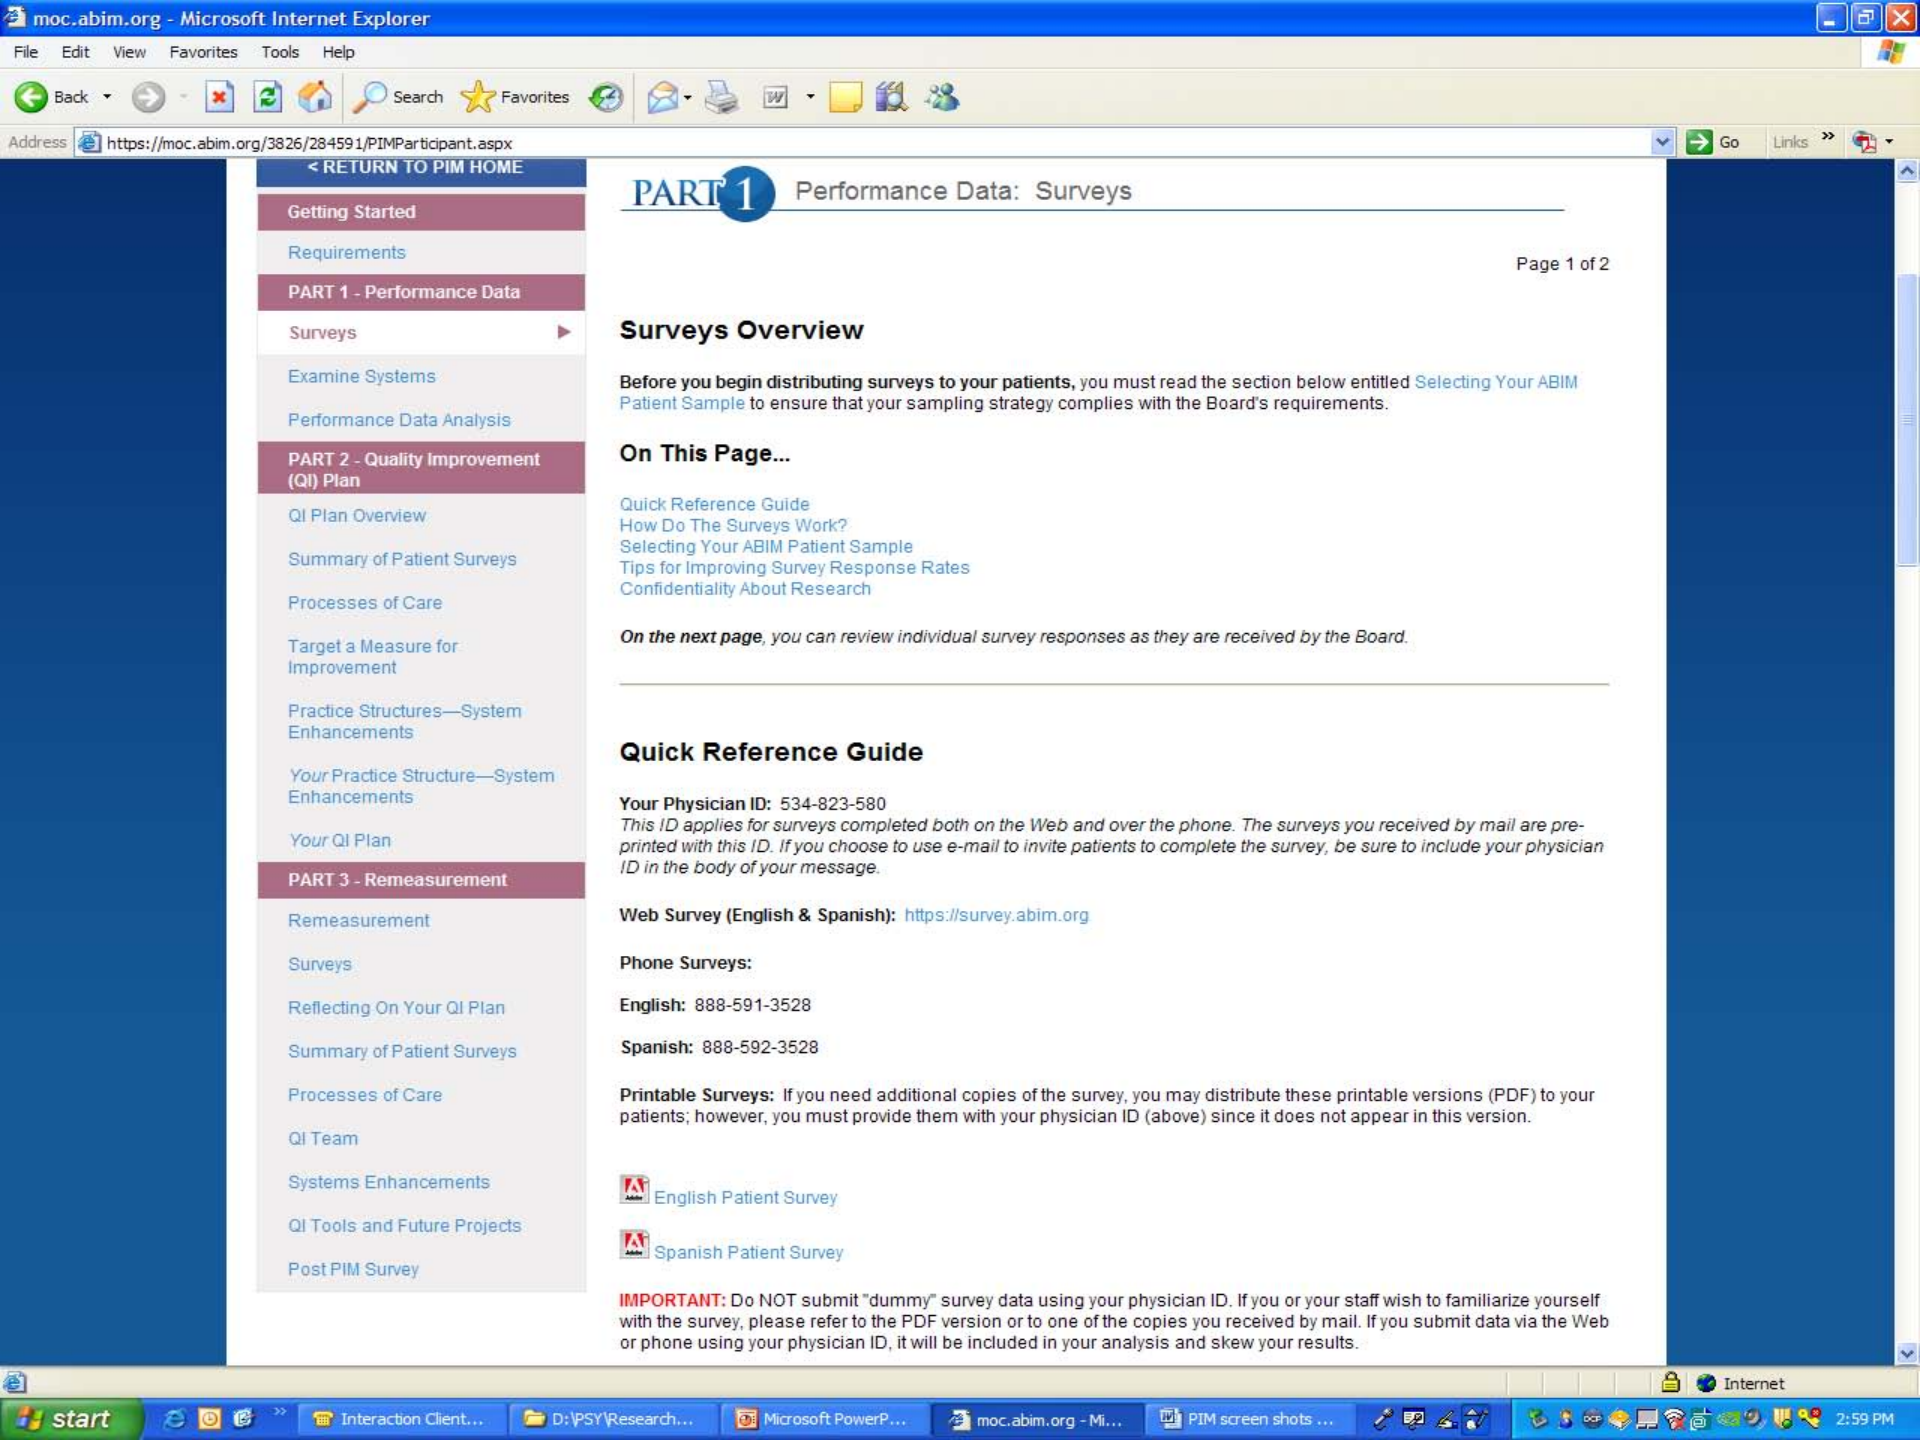 moc.abim.org - Microsoft Internet Explorer
File Edit View Favorites Tools Help
Back Search Favorites
Address https://moc.abim.org/3826/284591/PIMParticipant.aspx Go Links »
< RETURN TO PIM HOME
Getting Started
Requirements
PART 1 - Performance Data
Surveys
Examine Systems
Performance Data Analysis
PART 2 - Quality Improvement
(QI) Plan
QI Plan Overview
Summary of Patient Surveys
Processes of Care
Target a Measure for
Improvement
Practice Structures—System
Enhancements
Your Practice Structure—System
Enhancements
Your QI Plan
PART 3 - Remeasurement
Remeasurement
Surveys
Reflecting On Your QI Plan
Summary of Patient Surveys
Processes of Care
QI Team
Systems Enhancements
QI Tools and Future Projects
Post PIM Survey
PART 1 Performance Data: Surveys
Page 1 of 2
Surveys Overview
Before you begin distributing surveys to your patients, you must read the section below entitled Selecting Your ABIM
Patient Sample to ensure that your sampling strategy complies with the Board's requirements.
On This Page...
Quick Reference Guide
How Do The Surveys Work?
Selecting Your ABIM Patient Sample
Tips for Improving Survey Response Rates
Confidentiality About Research
On the next page, you can review individual survey responses as they are received by the Board.
Quick Reference Guide
Your Physician ID: 534-823-580
This ID applies for surveys completed both on the Web and over the phone. The surveys you received by mail are pre-
printed with this ID. If you choose to use e-mail to invite patients to complete the survey, be sure to include your physician
ID in the body of your message.
Web Survey (English & Spanish): https://survey.abim.org
Phone Surveys:
English: 888-591-3528
Spanish: 888-592-3528
Printable Surveys: If you need additional copies of the survey, you may distribute these printable versions (PDF) to your
patients; however, you must provide them with your physician ID (above) since it does not appear in this version.
English Patient Survey
Spanish Patient Survey
IMPORTANT: Do NOT submit "dummy" survey data using your physician ID. If you or your staff wish to familiarize yourself
with the survey, please refer to the PDF version or to one of the copies you received by mail. If you submit data via the Web
or phone using your physician ID, it will be included in your analysis and skew your results.
Internet
start » Interaction Client... D:\PSY\Research... Microsoft PowerP... moc.abim.org - Mi... PIM screen shots ... 2:59 PM